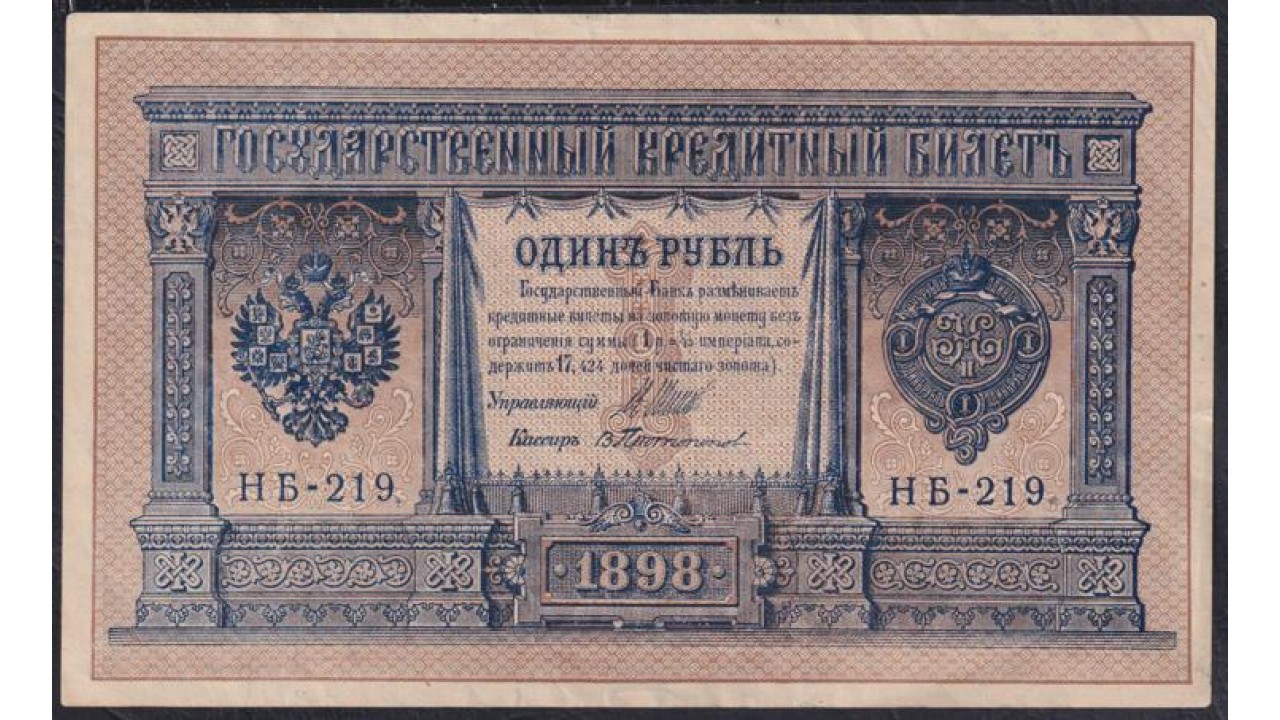 ГОСУДАРСТВЕННЫЙ КРЕДИТНЫЙ БИЛЕТЪ
ОДИНЪ РУБЛЬ
Государственный Банкъ размѣниваетъ
кредитные билеты на золотую монету безъ
ограниченія суммы (1 р. = 1/15 имперіала, со-
держитъ 17,424 долей чистаго золота).
Управляющій
Кассиръ
НБ-219
НБ-219
I
I
II
I
1898